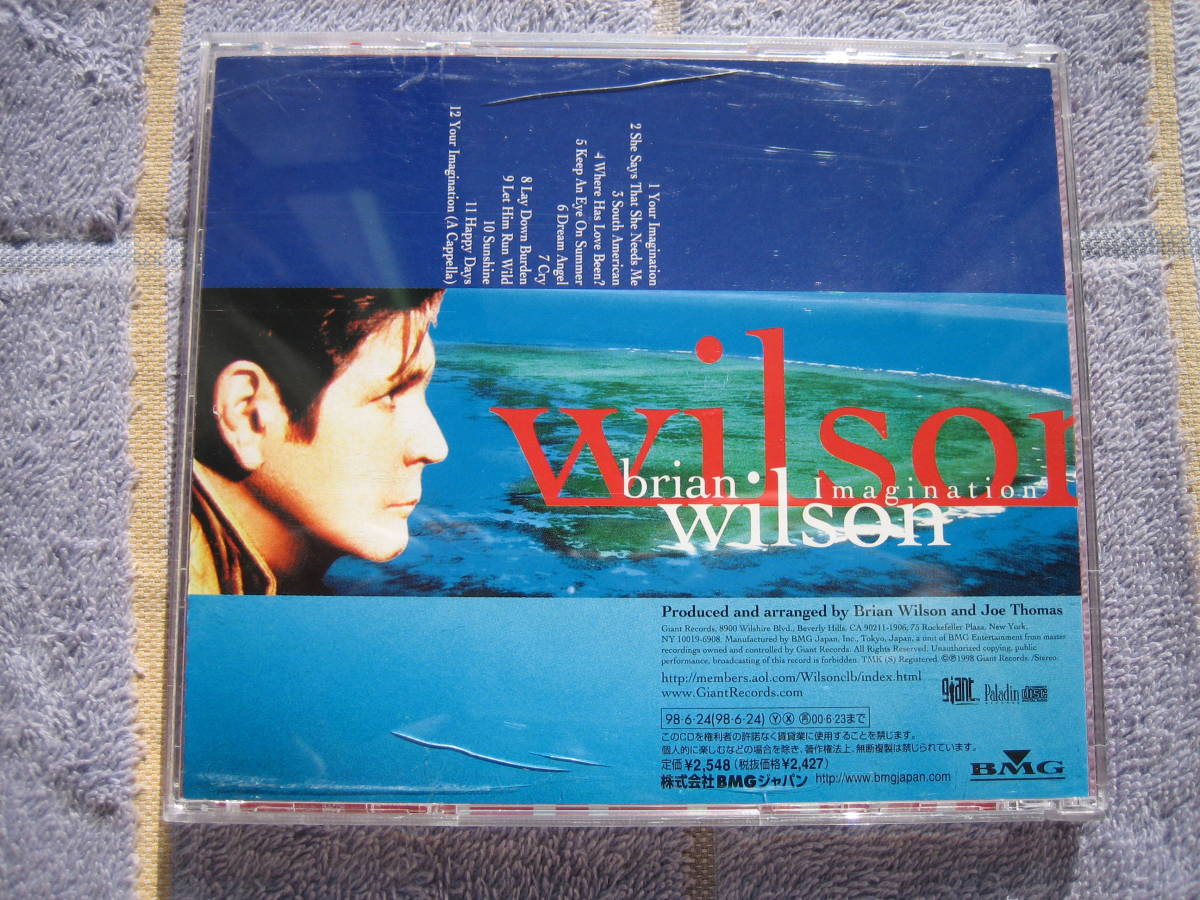 1 Your Imagination
2 She Says That She Needs Me
3 South American
4 Where Has Love Been?
5 Keep An Eye On Summer
6 Dream Angel
7 Cry
8 Lay Down Burden
9 Let Him Run Wild
10 Sunshine
11 Happy Days
12 Your Imagination (A Cappella)
wilson
brian
wilson
Imagination
Produced and arranged by Brian Wilson and Joe Thomas
Giant Records, 8900 Wilshire Blvd., Beverly Hills, CA 90211-1906; 75 Rockefeller Plaza, New York,
NY 10019-6908. Manufactured by BMG Japan, Inc., Tokyo, Japan, a unit of BMG Entertainment from master
recordings owned and controlled by Giant Records. All Rights Reserved. Unauthorized copying, public
performance, broadcasting of this record is forbidden. TMK (S) Registered. ©℗1998 Giant Records. /Stereo.
http://members.aol.com/Wilsonclb/index.html
www.GiantRecords.com
giant
Paladin
RECORDS
disc
DIGITAL AUDIO
98·6·24(98·6·24) Ⓨ Ⓧ ㊢00·6·23まで
このCDを権利者の許諾なく賃貸業に使用することを禁じます。
個人的に楽しむなどの場合を除き、著作権法上、無断複製は禁じられています。
定価¥2,548(税抜価格¥2,427)
株式会社BMGジャパン http://www.bmgjapan.com
BMG